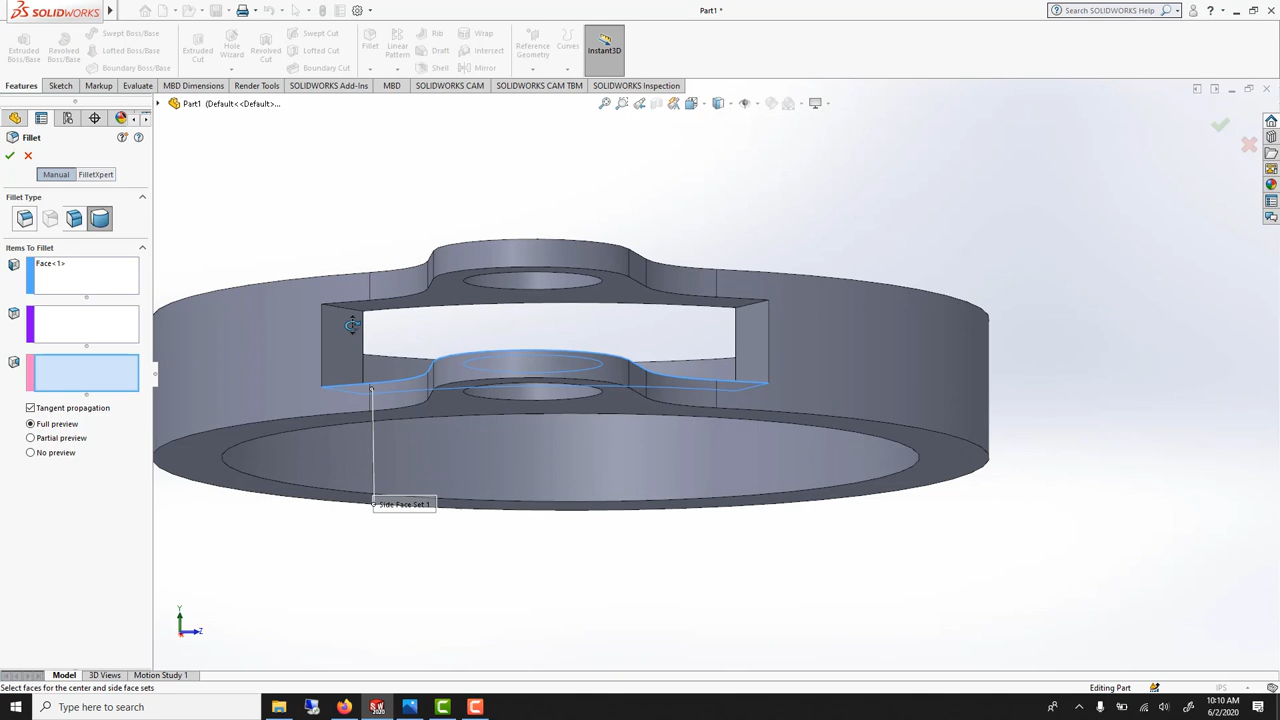 SOLIDWORKS
Part1 *
Search SOLIDWORKS Help
Extruded Boss/Base
Revolved Boss/Base
Swept Boss/Base
Lofted Boss/Base
Boundary Boss/Base
Extruded Cut
Hole Wizard
Revolved Cut
Swept Cut
Lofted Cut
Boundary Cut
Fillet
Linear Pattern
Rib
Draft
Shell
Wrap
Intersect
Mirror
Reference Geometry
Curves
Instant3D
Features Sketch Markup Evaluate MBD Dimensions Render Tools SOLIDWORKS Add-Ins MBD SOLIDWORKS CAM SOLIDWORKS CAM TBM SOLIDWORKS Inspection
Part1 (Default<<Default>...
Fillet
Manual FilletXpert
Fillet Type
Items To Fillet
Face<1>
Tangent propagation
Full preview
Partial preview
No preview
Side Face Set 1
Y
Z
Model 3D Views Motion Study 1
Select faces for the center and side face sets
Editing Part
IPS
Type here to search
SW
2020
10:10 AM
6/2/2020